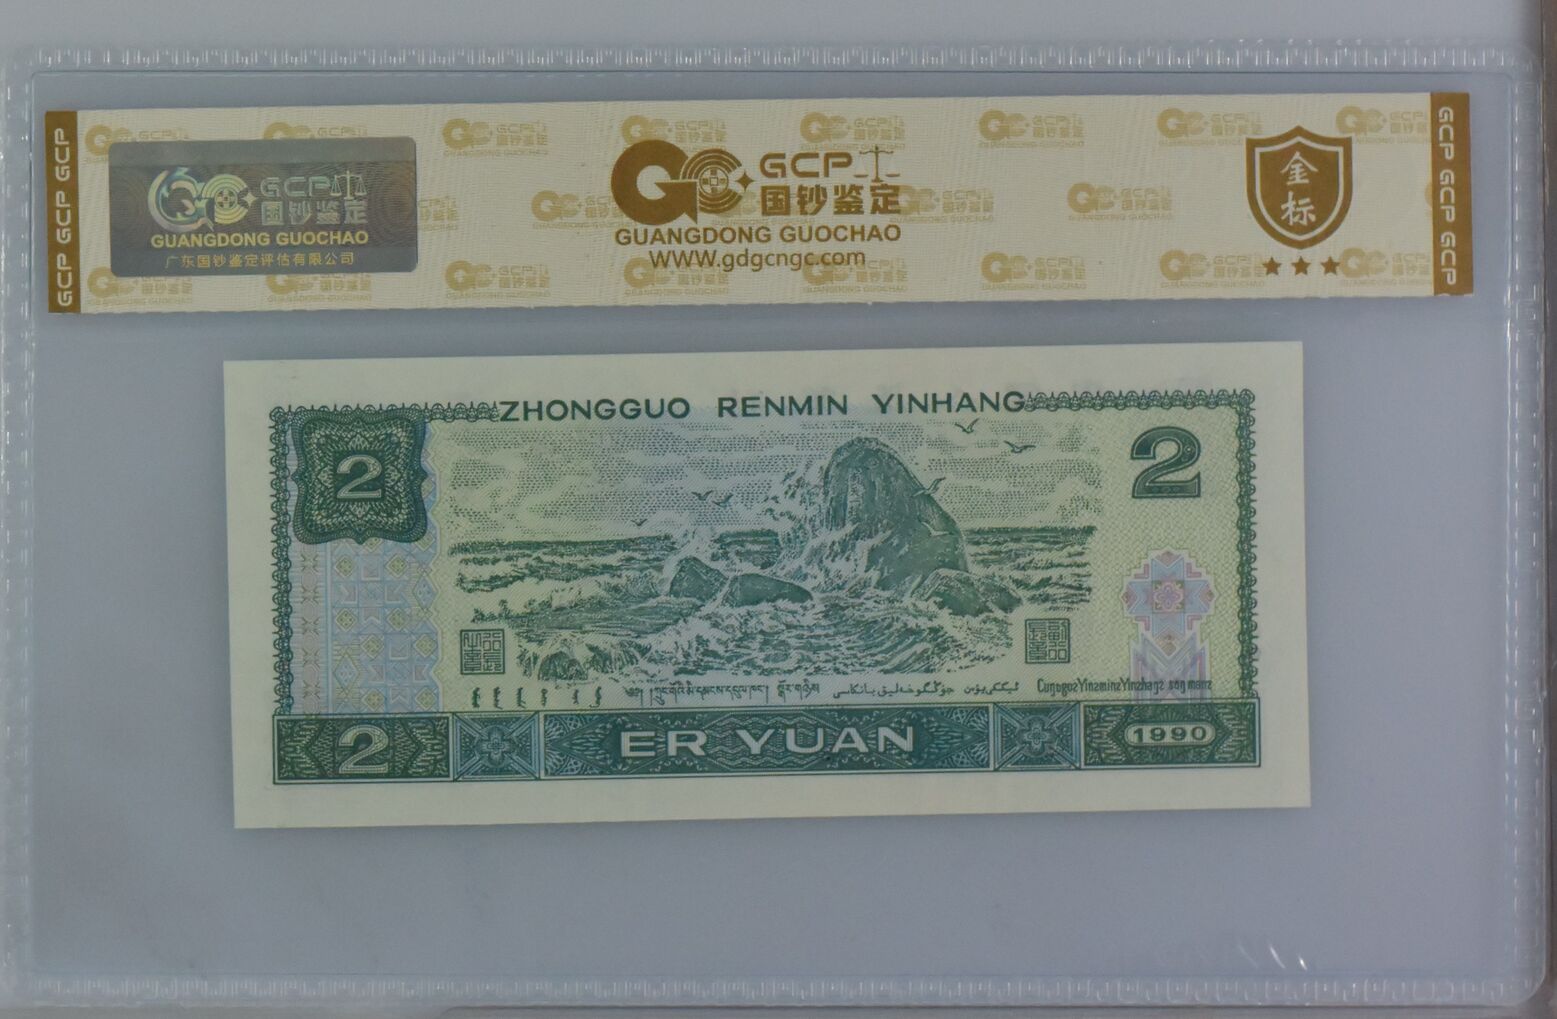 GCP GCP GCP
GCP
国钞鉴定
GUANGDONG GUOCHAO
广东国钞鉴定评估有限公司
GCP
国钞鉴定
GUANGDONG GUOCHAO
WWW.gdgcngc.com
金标
GCP GCP GCP
ZHONGGUO RENMIN YINHANG
2
2
2
ER YUAN
1990